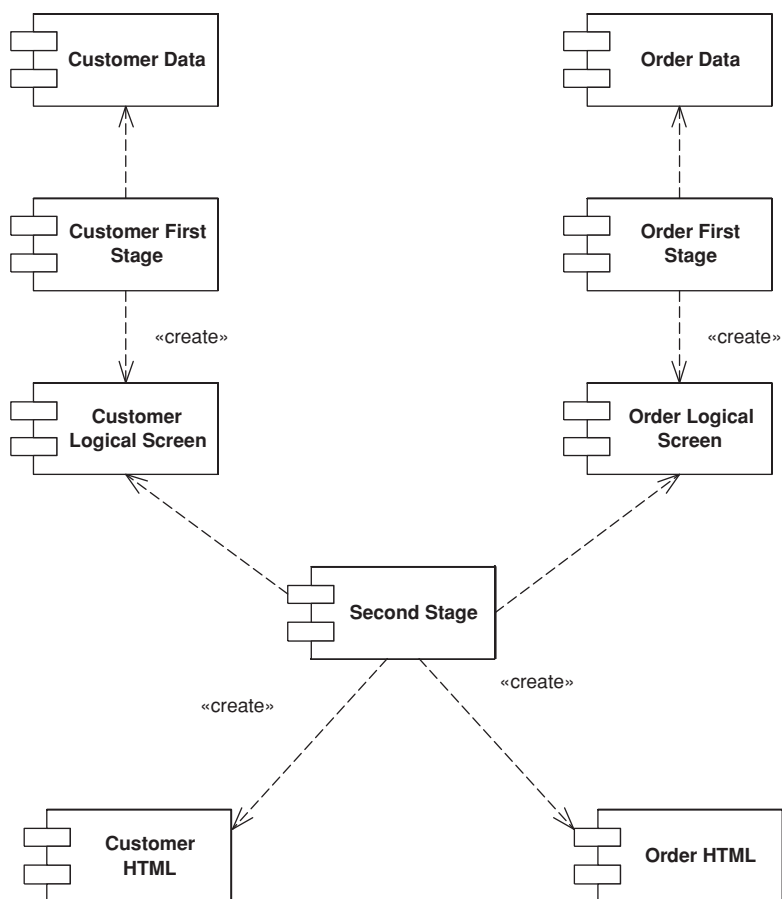 Customer Data
Order Data
Customer First
Stage
Order First
Stage
«create»
«create»
Customer
Logical Screen
Order Logical
Screen
Second Stage
«create»
«create»
Customer
HTML
Order HTML